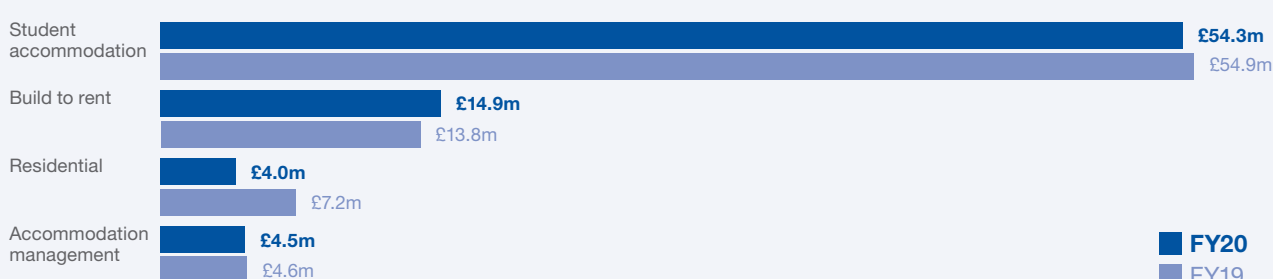 Student
accommodation
£54.3m
£54.9m
Build to rent
£14.9m
£13.8m
Residential
£4.0m
£7.2m
Accommodation
management
£4.5m
£4.6m
FY20
FY19